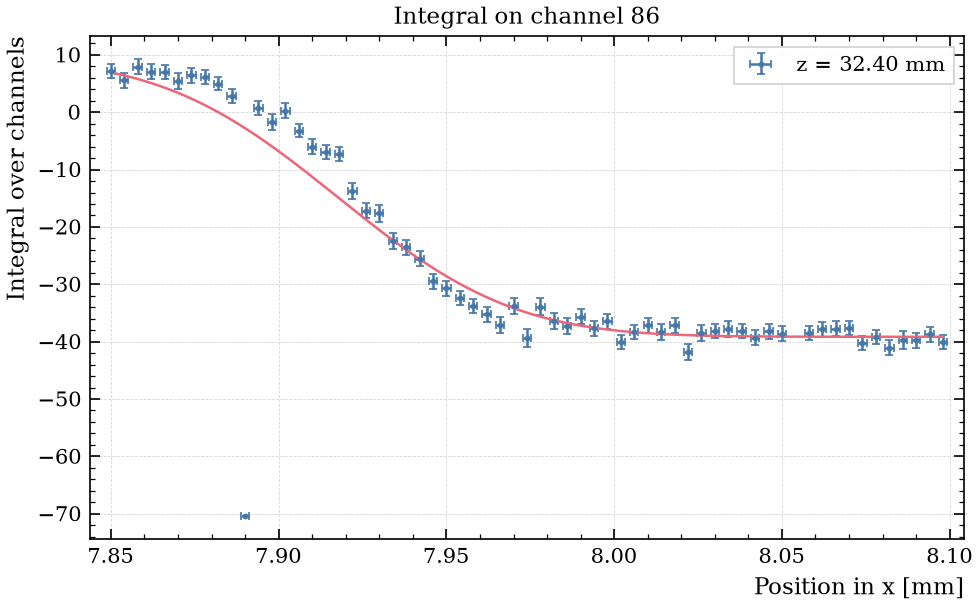 Integral on channel 86
Integral over channels
10
0
−10
−20
−30
−40
−50
−60
−70
z = 32.40 mm
7.85 7.90 7.95 8.00 8.05 8.10
Position in x [mm]